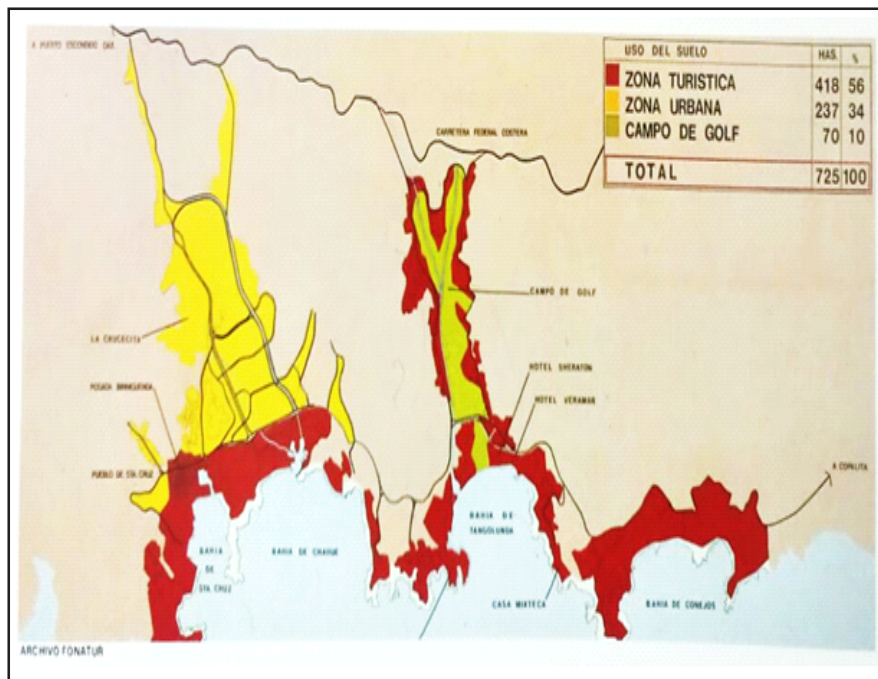 A PUERTO ESCONDIDO OAX.
USO DEL SUELO HAS. %
ZONA TURISTICA 418 56
ZONA URBANA 237 34
CAMPO DE GOLF 70 10
TOTAL 725 100
CARRETERA FEDERAL COSTERA
CAMPO DE GOLF
LA CRUCECITA
HOTEL SHERATON
POSADA BINNIGUENDA
HOTEL VERAMAR
PUEBLO DE STA. CRUZ
A COPALITA
BAHIA DE
TANGOLUNDA
BAHIA
DE
STA. CRUZ
BAHIA DE CHAHUE
CASA MIXTECA
BAHIA DE CONEJOS
ARCHIVO FONATUR